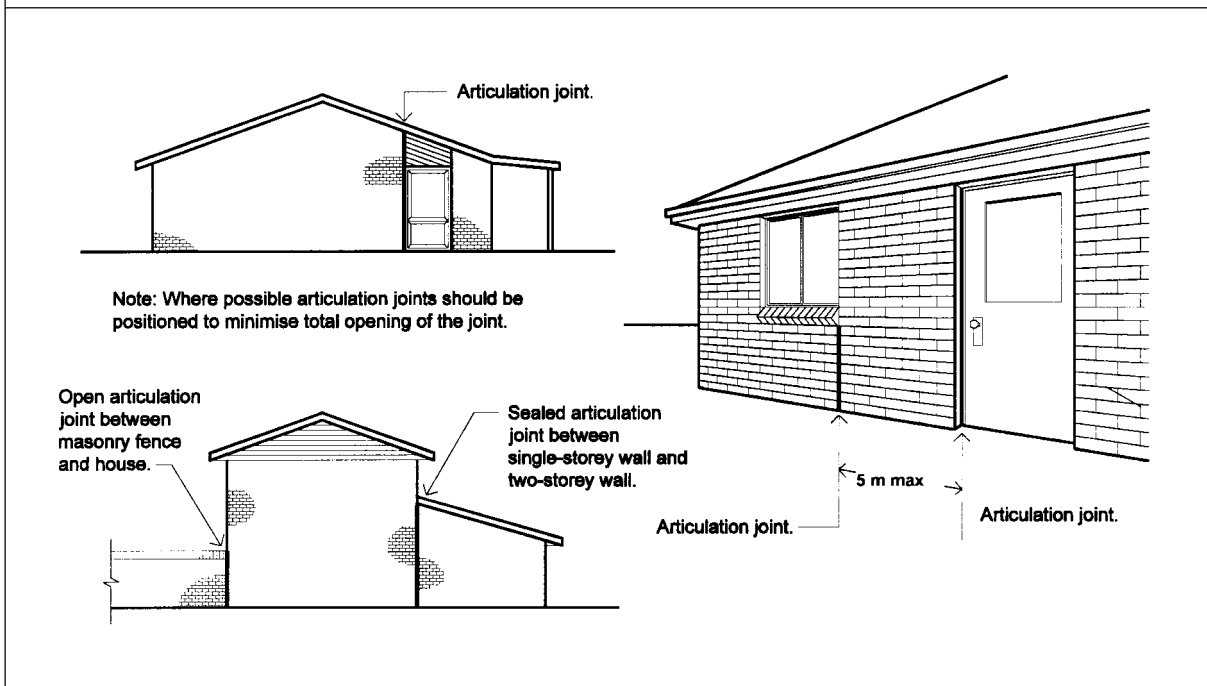 Articulation joint.
Note: Where possible articulation joints should be
positioned to minimise total opening of the joint.
Open articulation
joint between
masonry fence
and house.
Sealed articulation
joint between
single-storey wall and
two-storey wall.
5 m max
Articulation joint.
Articulation joint.